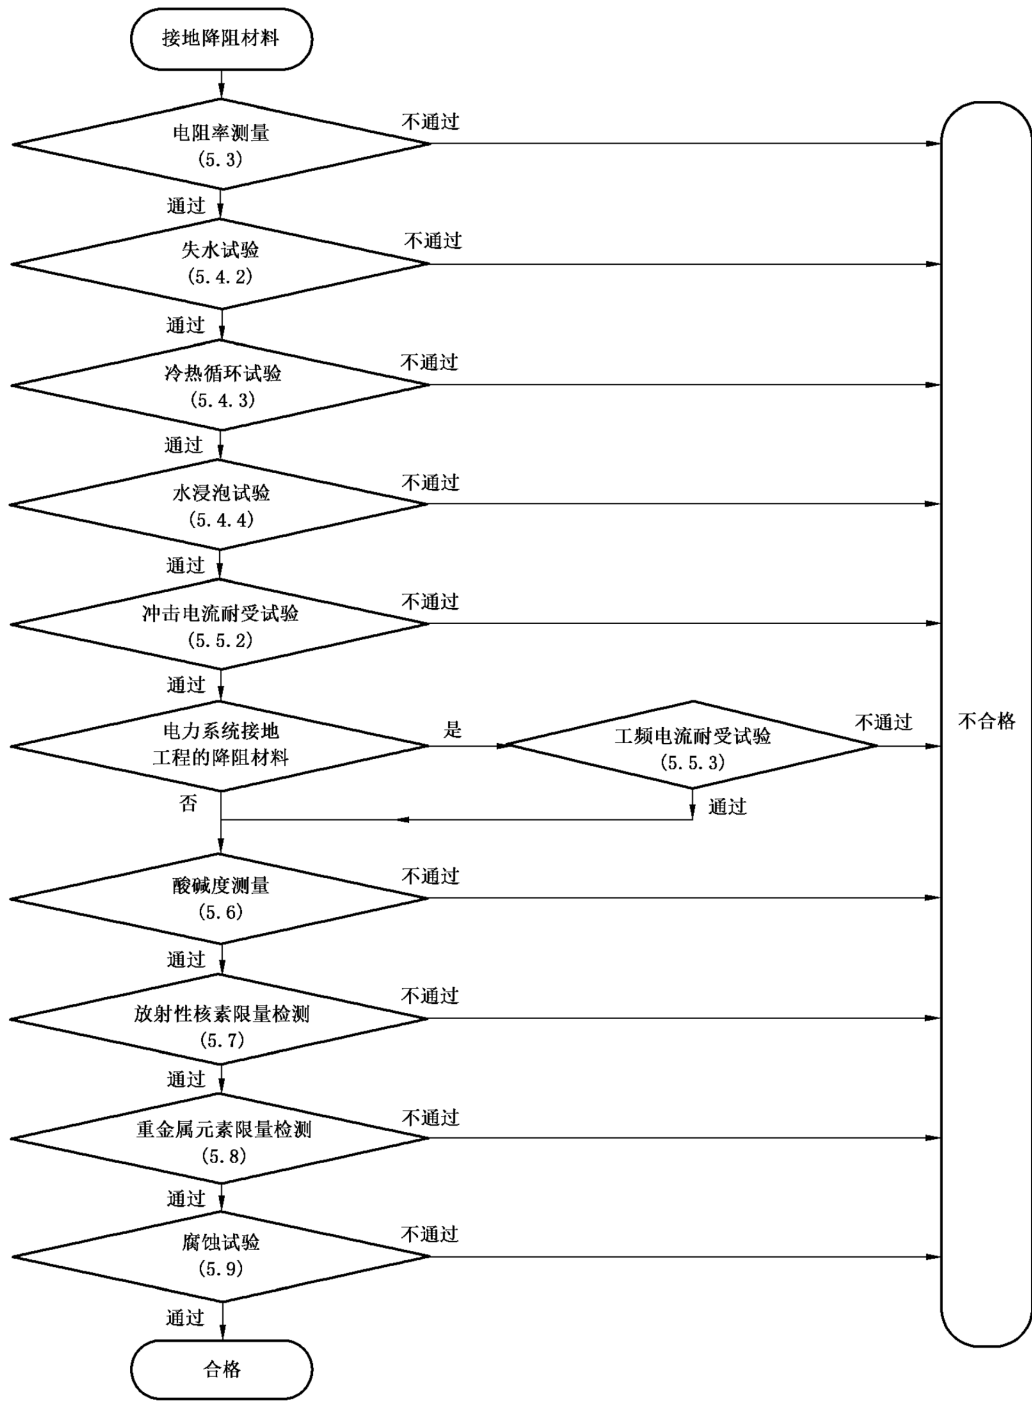 接地降阻材料
电阻率测量
(5.3)
不通过
通过
失水试验
(5.4.2)
不通过
通过
冷热循环试验
(5.4.3)
不通过
通过
水浸泡试验
(5.4.4)
不通过
通过
冲击电流耐受试验
(5.5.2)
不通过
通过
电力系统接地
工程的降阻材料
是
工频电流耐受试验
(5.5.3)
不通过
不合格
否
通过
酸碱度测量
(5.6)
不通过
通过
放射性核素限量检测
(5.7)
不通过
通过
重金属元素限量检测
(5.8)
不通过
通过
腐蚀试验
(5.9)
不通过
通过
合格